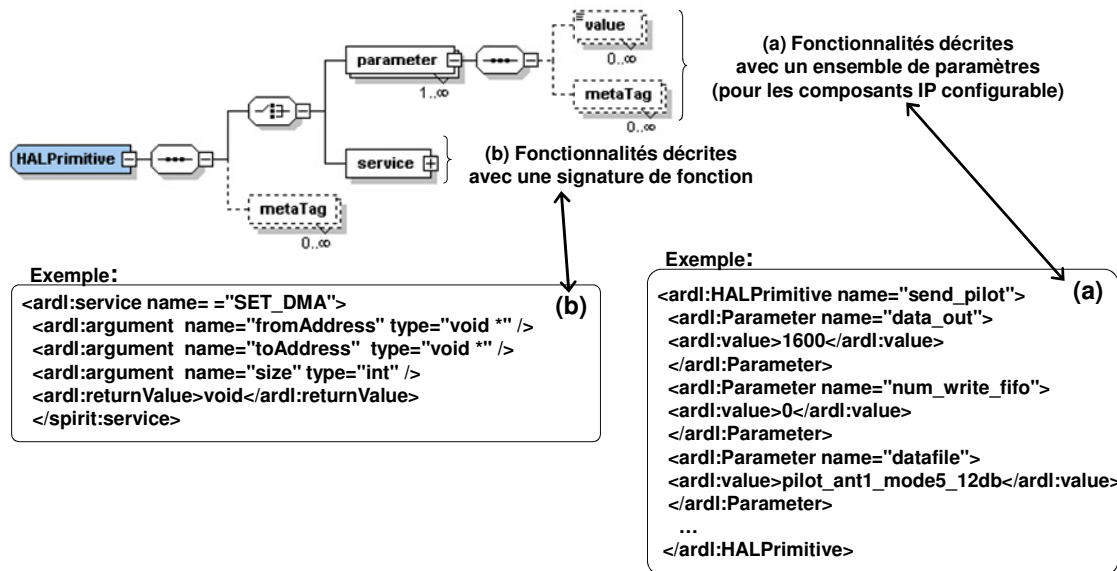 value
0..∞
parameter
1..∞
metaTag
0..∞
HALPrimitive
service
metaTag
0..∞
(a) Fonctionnalités décrites
avec un ensemble de paramètres
(pour les composants IP configurable)
(b) Fonctionnalités décrites
avec une signature de fonction
Exemple:
(b)
<ardl:service name= ="SET_DMA">
<ardl:argument name="fromAddress" type="void *" />
<ardl:argument name="toAddress" type="void *" />
<ardl:argument name="size" type="int" />
<ardl:returnValue>void</ardl:returnValue>
</spirit:service>
Exemple:
(a)
<ardl:HALPrimitive name="send_pilot">
<ardl:Parameter name="data_out">
<ardl:value>1600</ardl:value>
</ardl:Parameter>
<ardl:Parameter name="num_write_fifo">
<ardl:value>0</ardl:value>
</ardl:Parameter>
<ardl:Parameter name="datafile">
<ardl:value>pilot_ant1_mode5_12db</ardl:value>
</ardl:Parameter>
...
</ardl:HALPrimitive>